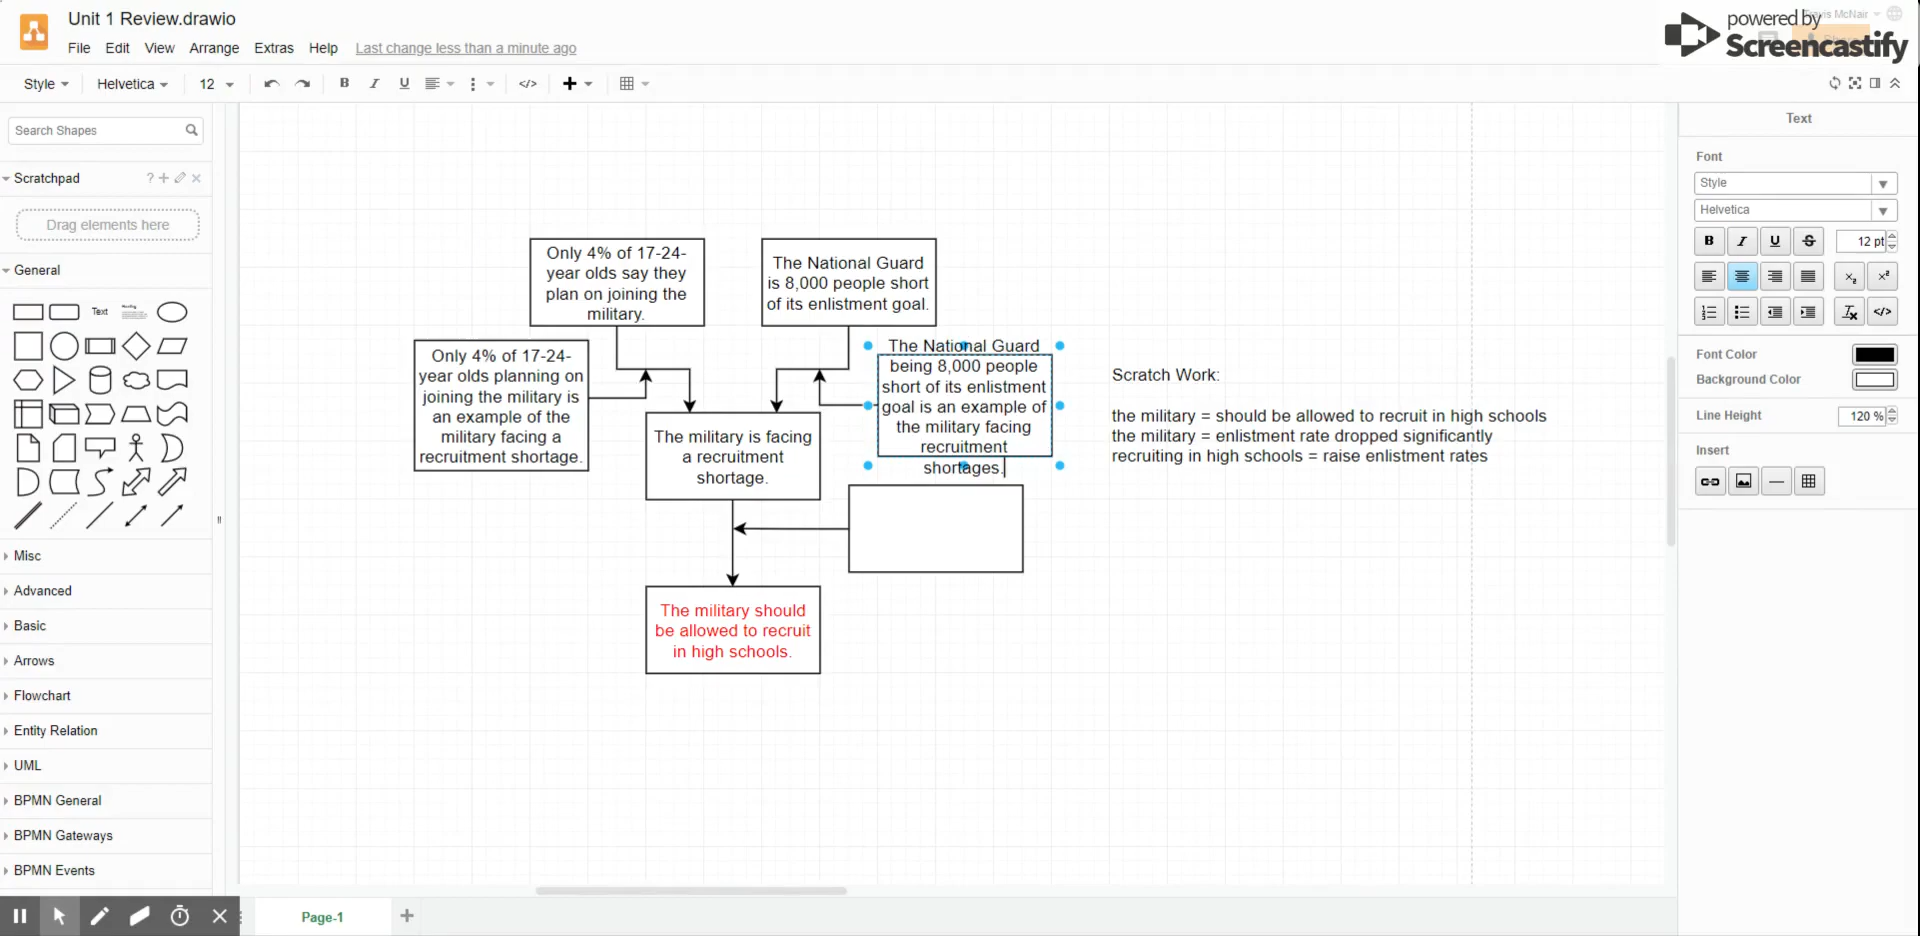 Unit 1 Review.drawio
File Edit View Arrange Extras Help Last change less than a minute ago
Travis McNair
powered by
Screencastify
Style Helvetica 12 B I U </>
Search Shapes
Scratchpad ?
Drag elements here
General
Text
Misc
Advanced
Basic
Arrows
Flowchart
Entity Relation
UML
BPMN General
BPMN Gateways
BPMN Events
Only 4% of 17-24-
year olds say they
plan on joining the
military.
The National Guard
is 8,000 people short
of its enlistment goal.
Only 4% of 17-24-
year olds planning on
joining the military is
an example of the
military facing a
recruitment shortage.
The National Guard
being 8,000 people
short of its enlistment
goal is an example of
the military facing
recruitment
shortages.
The military is facing
a recruitment
shortage.
The military should
be allowed to recruit
in high schools.
Scratch Work:
the military = should be allowed to recruit in high schools
the military = enlistment rate dropped significantly
recruiting in high schools = raise enlistment rates
Text
Font
Style
Helvetica
B I U S 12 pt
Font Color
Background Color
Line Height 120 %
Insert
Page-1